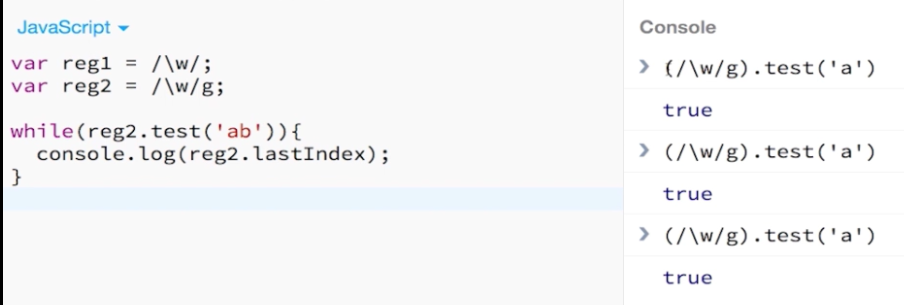 JavaScript
var reg1 = /\w/;
var reg2 = /\w/g;
while(reg2.test('ab')){
  console.log(reg2.lastIndex);
}
Console
(/\w/g).test('a')
true
(/\w/g).test('a')
true
(/\w/g).test('a')
true